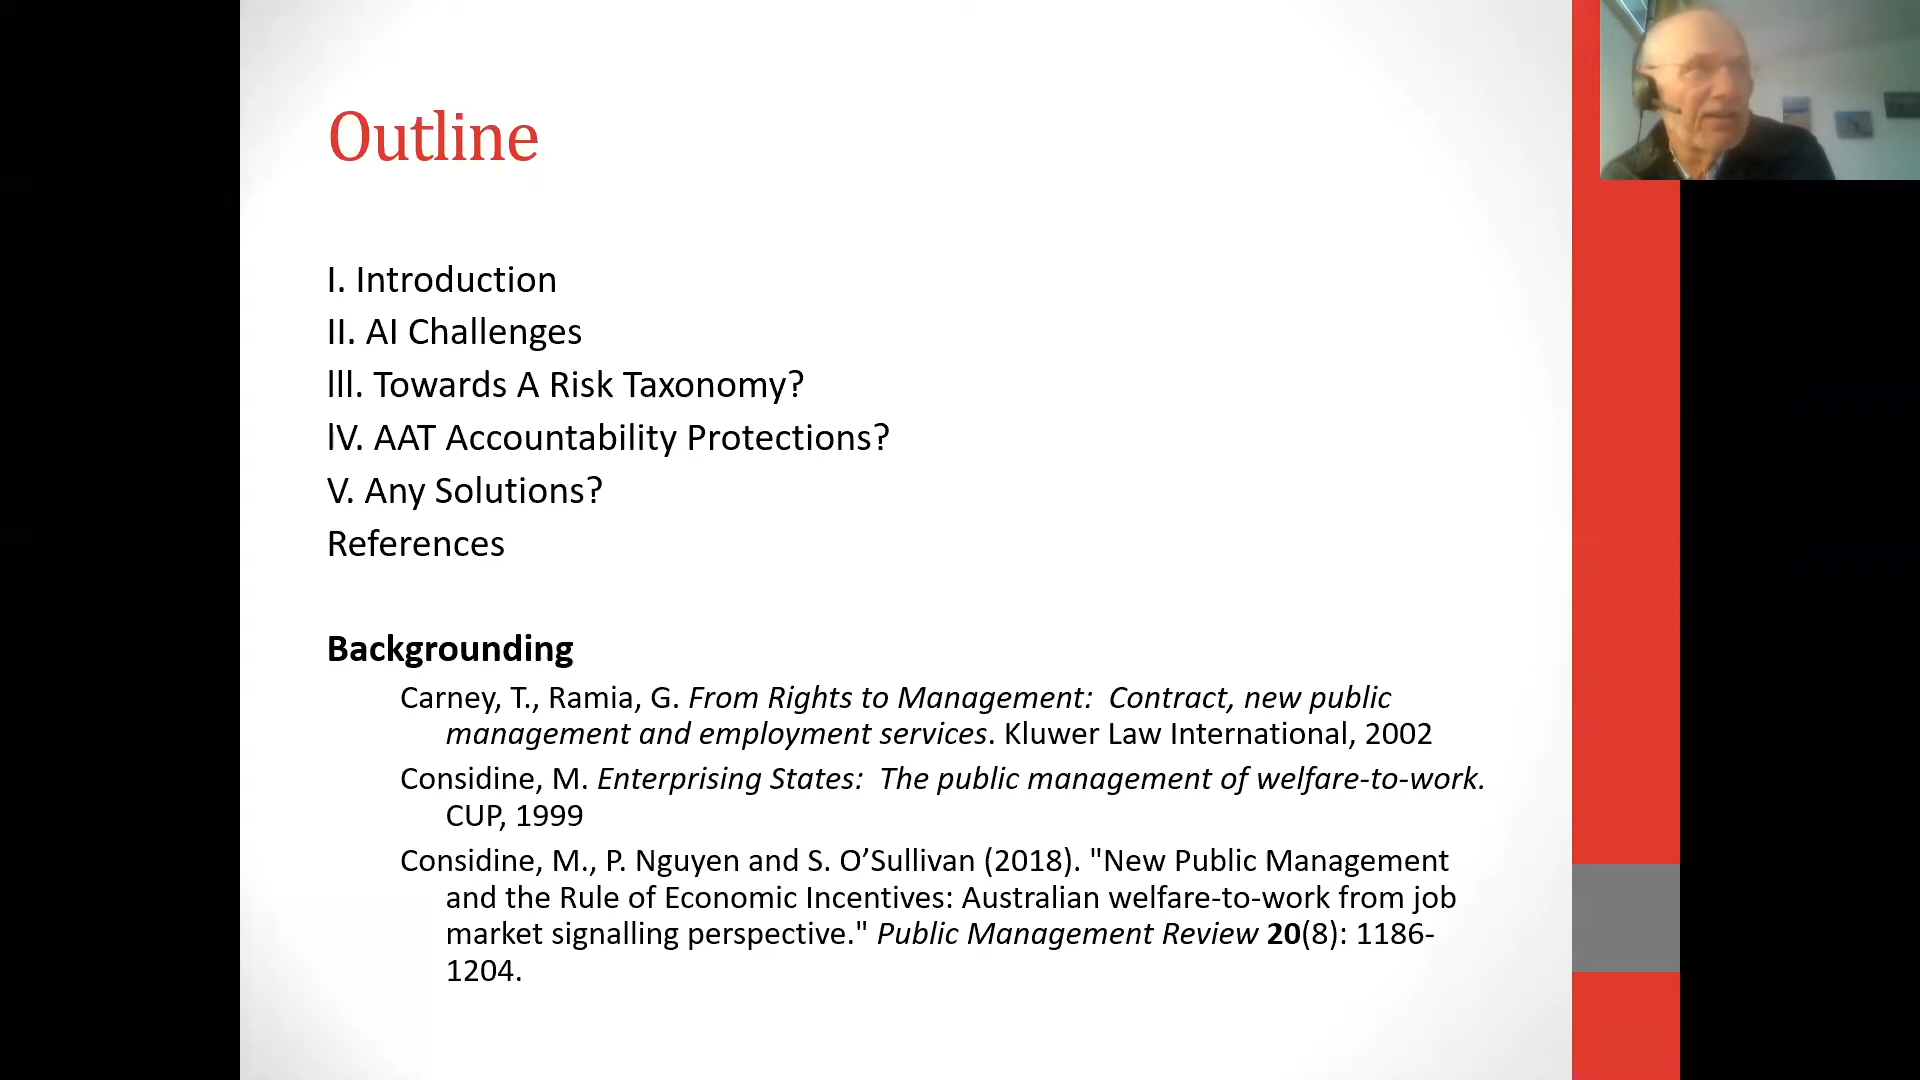 Outline
I. Introduction
II. AI Challenges
lll. Towards A Risk Taxonomy?
lV. AAT Accountability Protections?
V. Any Solutions?
References
Backgrounding
Carney, T., Ramia, G. From Rights to Management:  Contract, new public
management and employment services. Kluwer Law International, 2002
Considine, M. Enterprising States:  The public management of welfare-to-work.
CUP, 1999
Considine, M., P. Nguyen and S. O’Sullivan (2018). "New Public Management
and the Rule of Economic Incentives: Australian welfare-to-work from job
market signalling perspective." Public Management Review 20(8): 1186-
1204.